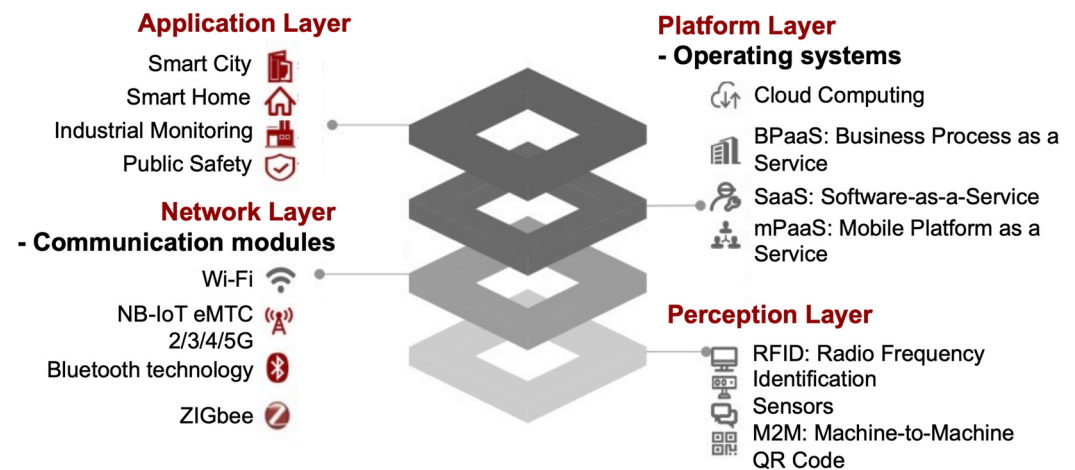 Application Layer
Smart City
Smart Home
Industrial Monitoring
Public Safety
Network Layer
- Communication modules
Wi-Fi
NB-IoT eMTC
2/3/4/5G
Bluetooth technology
ZIGbee
Platform Layer
- Operating systems
Cloud Computing
BPaaS: Business Process as a
Service
SaaS: Software-as-a-Service
mPaaS: Mobile Platform as a
Service
Perception Layer
RFID: Radio Frequency
Identification
Sensors
M2M: Machine-to-Machine
QR Code